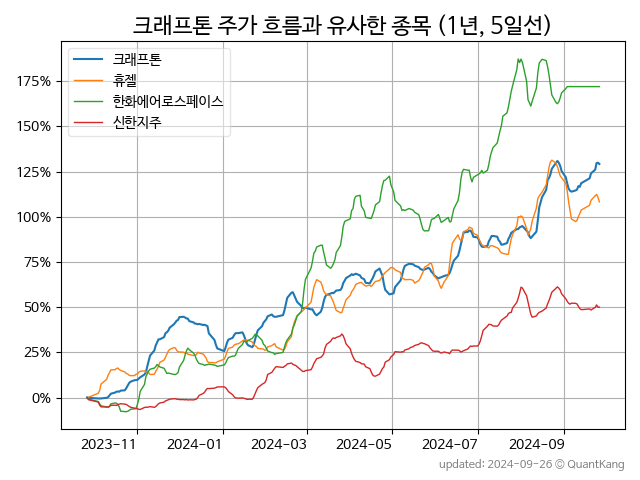 크래프톤 주가 흐름과 유사한 종목 (1년, 5일선)
크래프톤
휴젤
한화에어로스페이스
신한지주
175%
150%
125%
100%
75%
50%
25%
0%
2023-11
2024-01
2024-03
2024-05
2024-07
2024-09
updated: 2024-09-26 © QuantKang